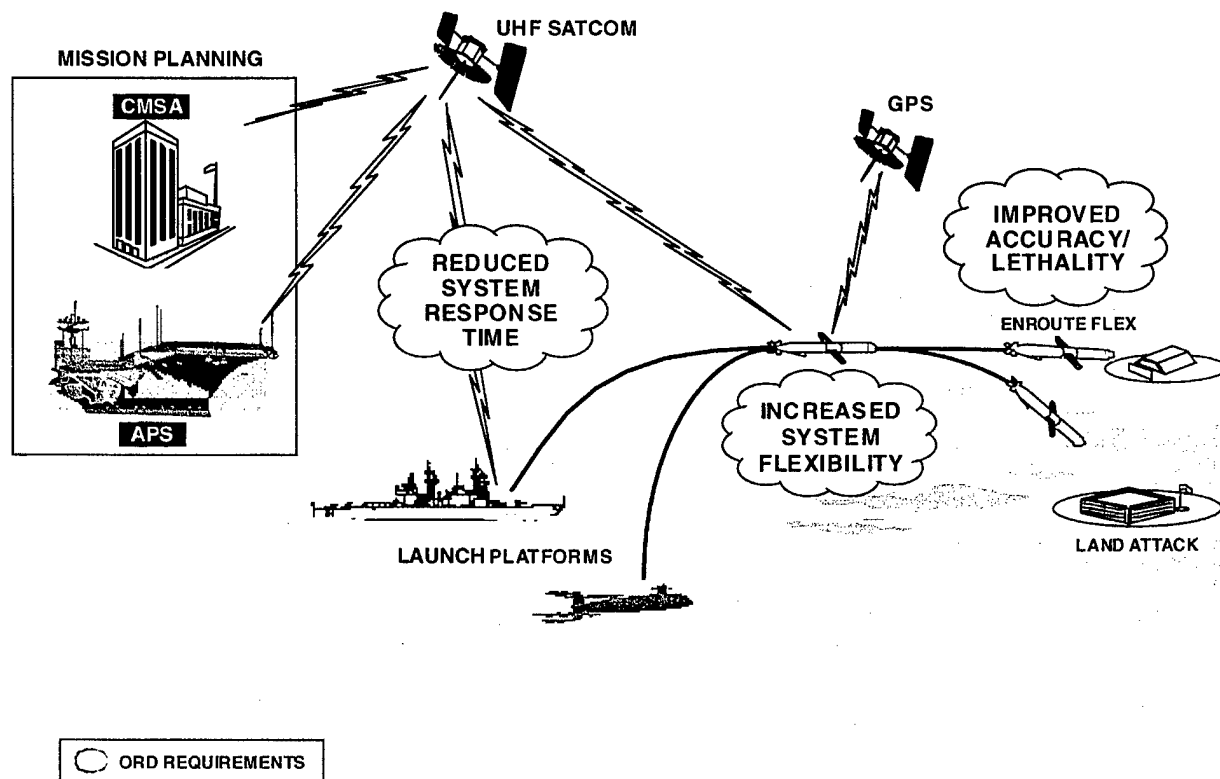 UHF SATCOM
MISSION PLANNING
CMSA
GPS
IMPROVED
ACCURACY/
LETHALITY
REDUCED
SYSTEM
RESPONSE
TIME
ENROUTE FLEX
INCREASED
SYSTEM
FLEXIBILITY
APS
LAND ATTACK
LAUNCH PLATFORMS
ORD REQUIREMENTS